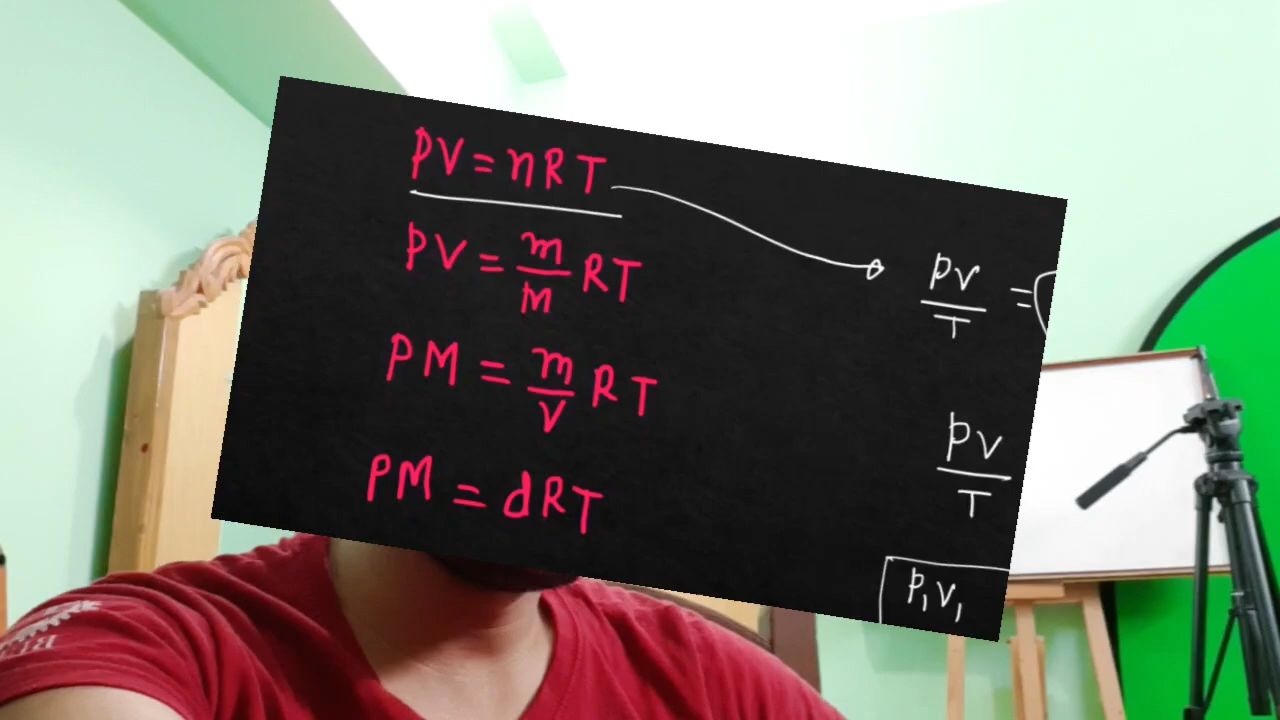 PV = nRT
PV = m/M RT
PM = m/V RT
PM = dRT
PV/T =
PV/T
P₁V₁